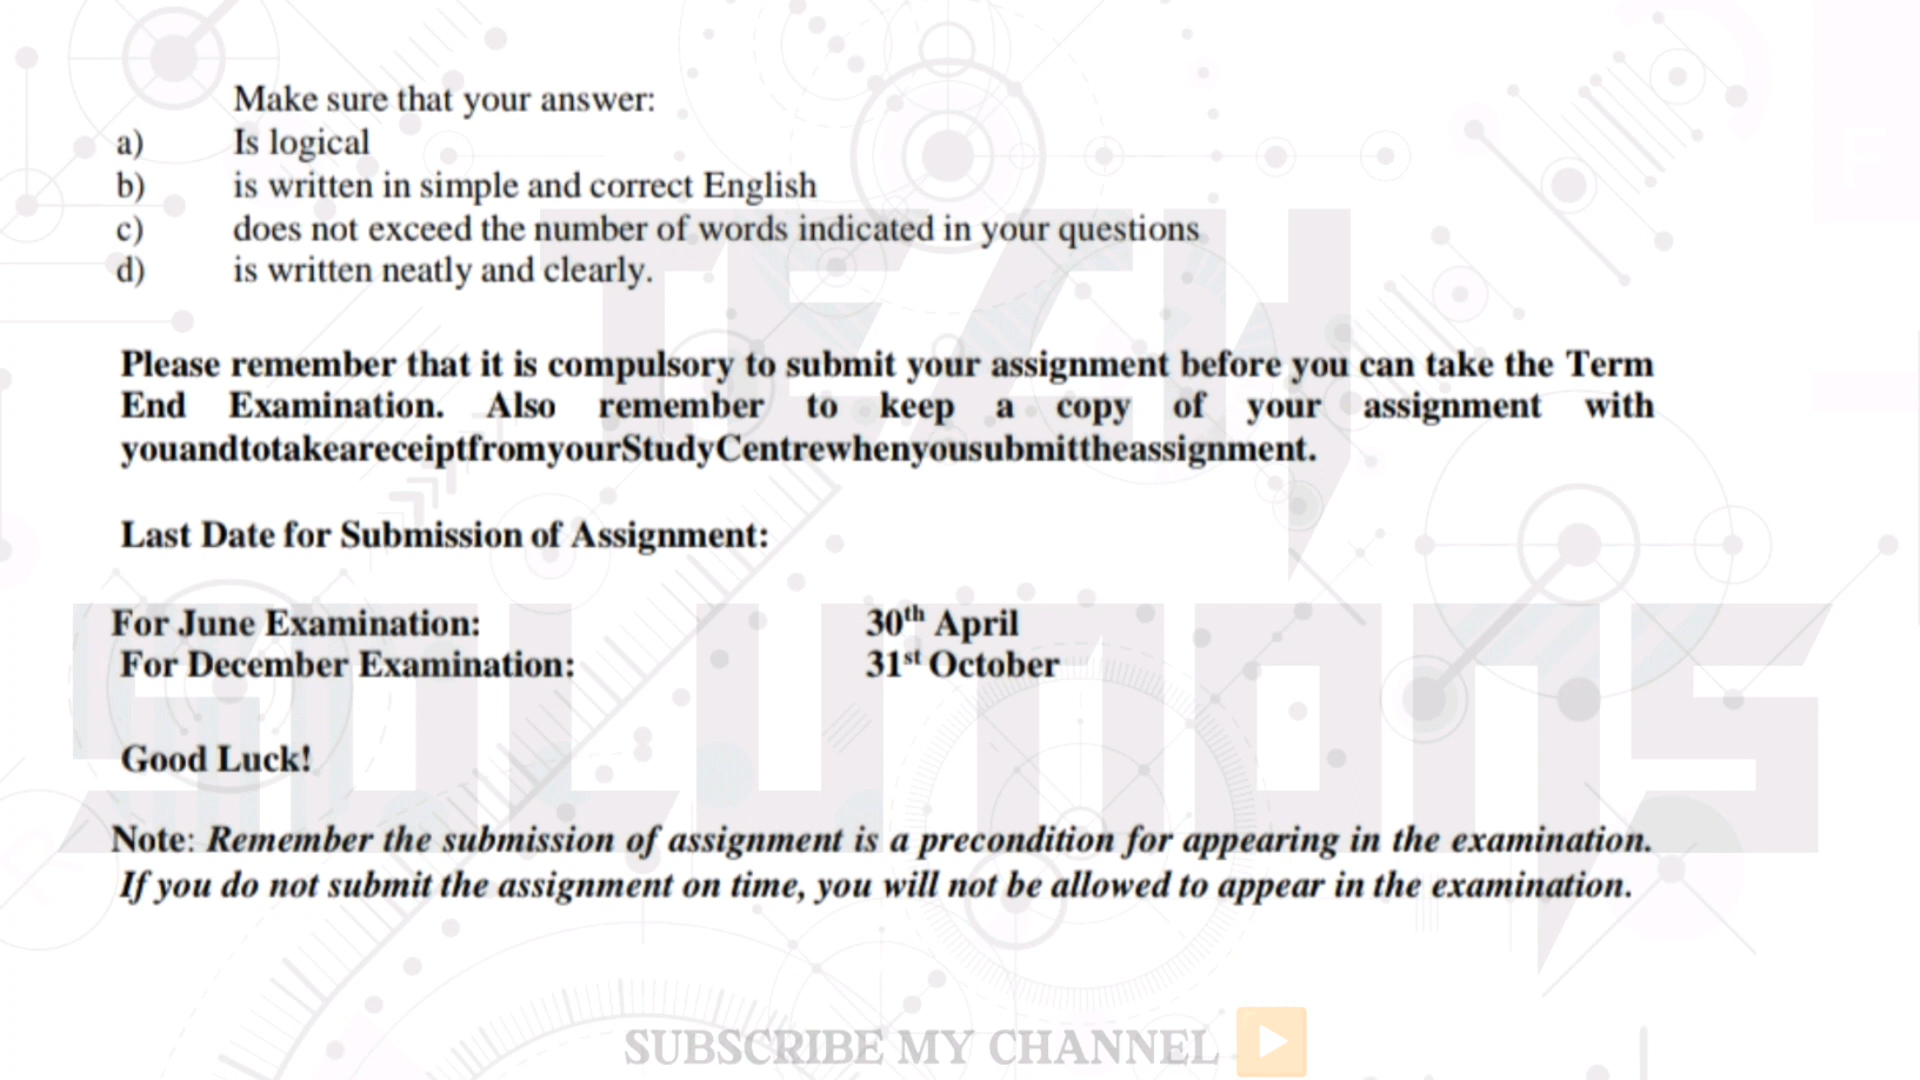 Make sure that your answer:
a) Is logical
b) is written in simple and correct English
c) does not exceed the number of words indicated in your questions
d) is written neatly and clearly.
Please remember that it is compulsory to submit your assignment before you can take the Term
End Examination. Also remember to keep a copy of your assignment with
youandtotakeareceiptfromyourStudyCentrewhenyousubmittheassignment.
Last Date for Submission of Assignment:
For June Examination: 30th April
For December Examination: 31st October
Good Luck!
Note: Remember the submission of assignment is a precondition for appearing in the examination.
If you do not submit the assignment on time, you will not be allowed to appear in the examination.
TECH
SOLUTIONS
SUBSCRIBE MY CHANNEL